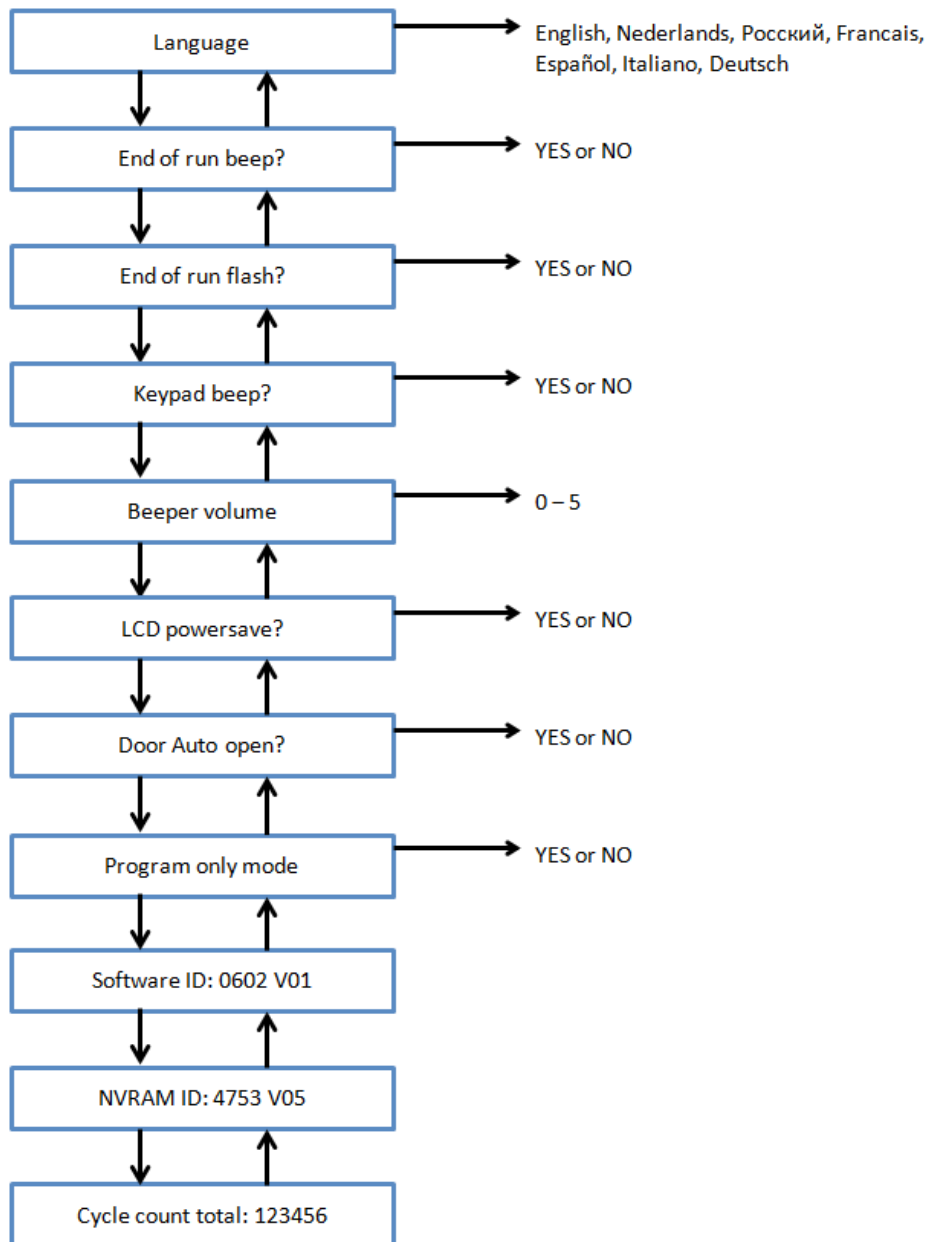 Language
English, Nederlands, Росский, Francais,
Español, Italiano, Deutsch
End of run beep?
YES or NO
End of run flash?
YES or NO
Keypad beep?
YES or NO
Beeper volume
0 – 5
LCD powersave?
YES or NO
Door Auto open?
YES or NO
Program only mode
YES or NO
Software ID: 0602 V01
NVRAM ID: 4753 V05
Cycle count total: 123456